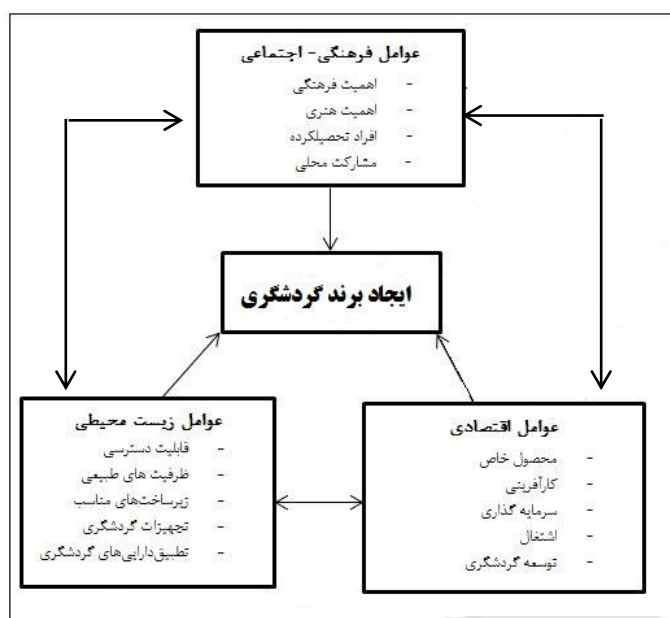 عوامل فرهنگی- اجتماعی
- اهمیت فرهنگی
- اهمیت هنری
- افراد تحصیلکرده
- مشارکت محلی
ایجاد برند گردشگری
عوامل اقتصادی
- محصول خاص
- کارآفرینی
- سرمایه گذاری
- اشتغال
- توسعه گردشگری
عوامل زیست محیطی
- قابلیت دسترسی
- ظرفیت های طبیعی
- زیرساخت‌های مناسب
- تجهیزات گردشگری
- تطبیق‌دارایی‌های گردشگری